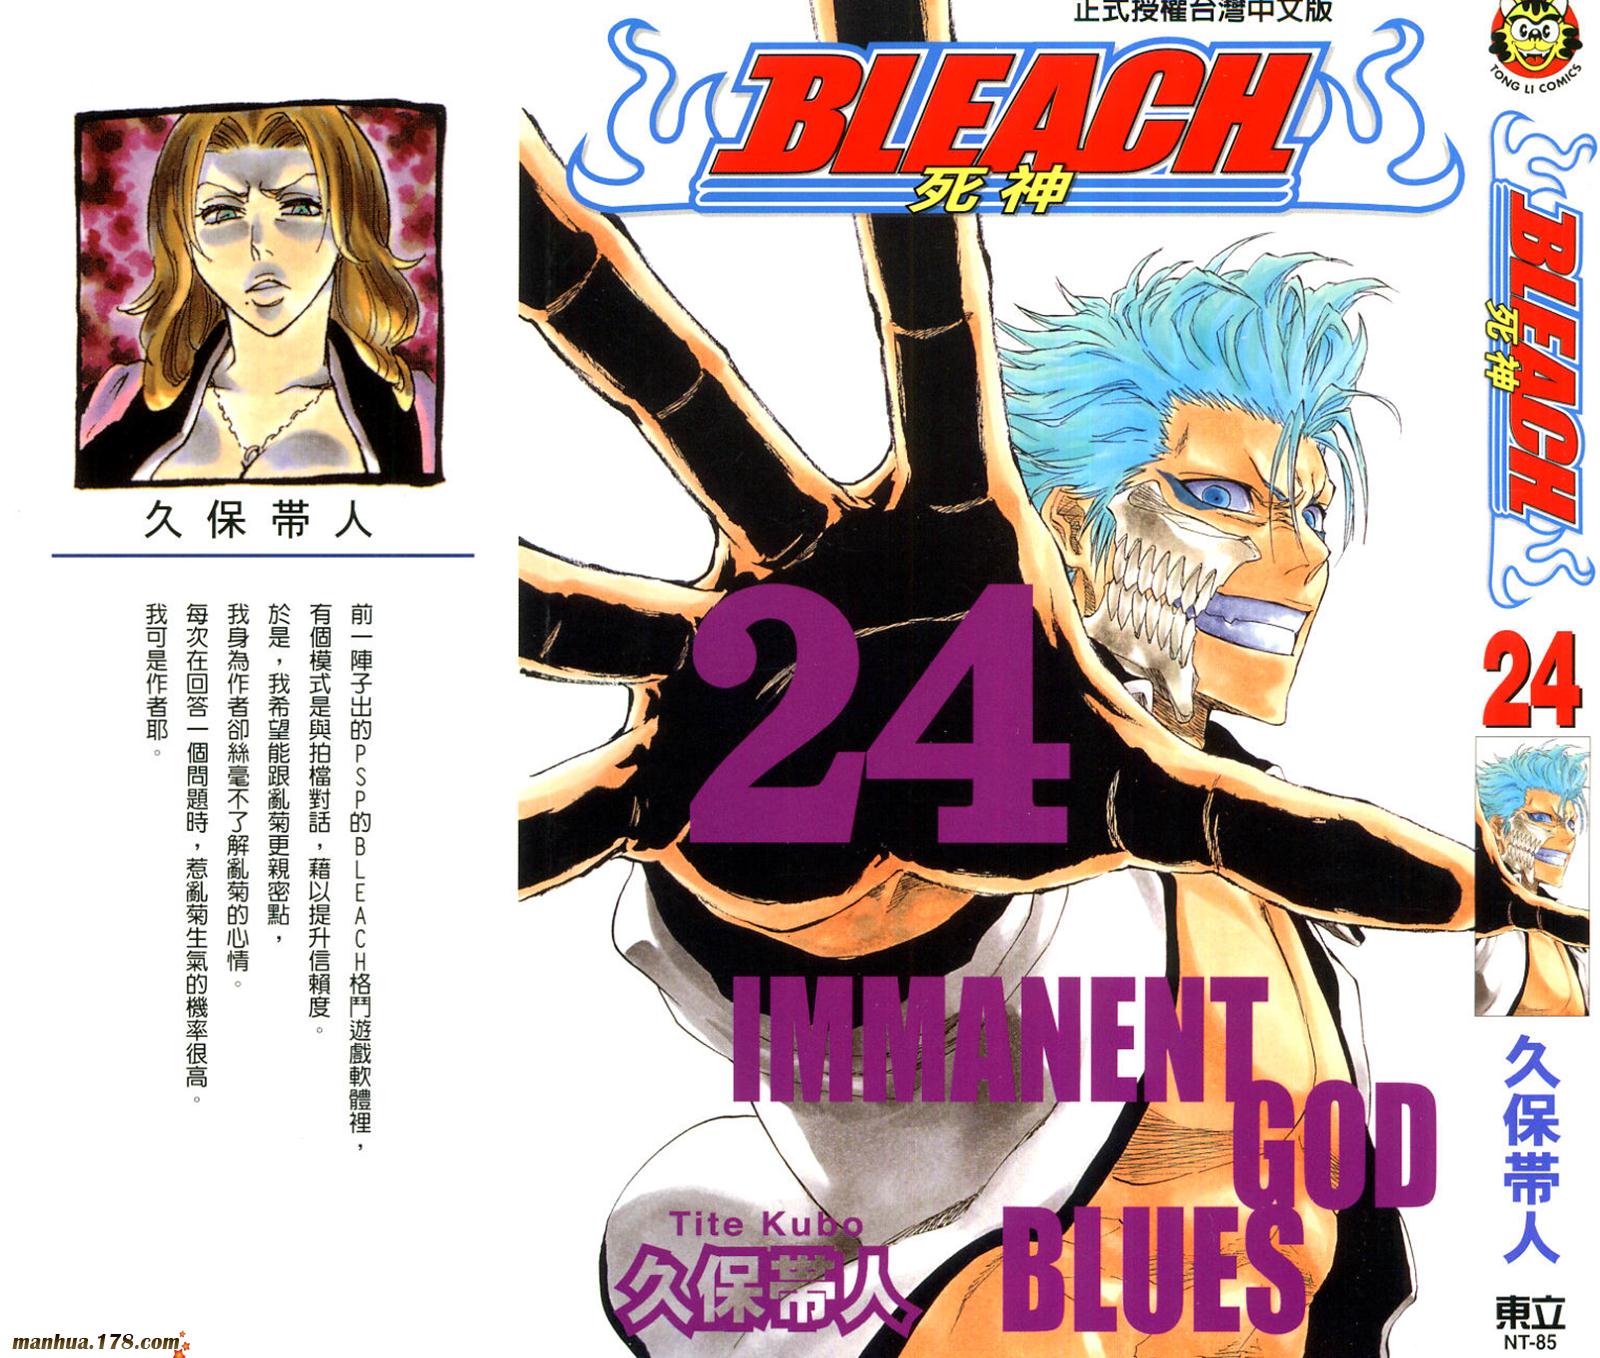 久保帯人
前一陣子出的PSP的BLEACH格鬥遊戲軟體裡，
有個模式是與拍檔對話，藉以提升信賴度。
於是，我希望能跟亂菊更親密點，
我身為作者卻絲毫不了解亂菊的心情。
每次在回答一個問題時，惹亂菊生氣的機率很高。
我可是作者耶。
manhua.178.com
正式授權台灣中文版
BLEACH
死神
24
IMMANENT
GOD
BLUES
Tite Kubo
久保帯人
TONG LI COMICS
BLEACH
死神
24
久保帯人
東立
NT-85